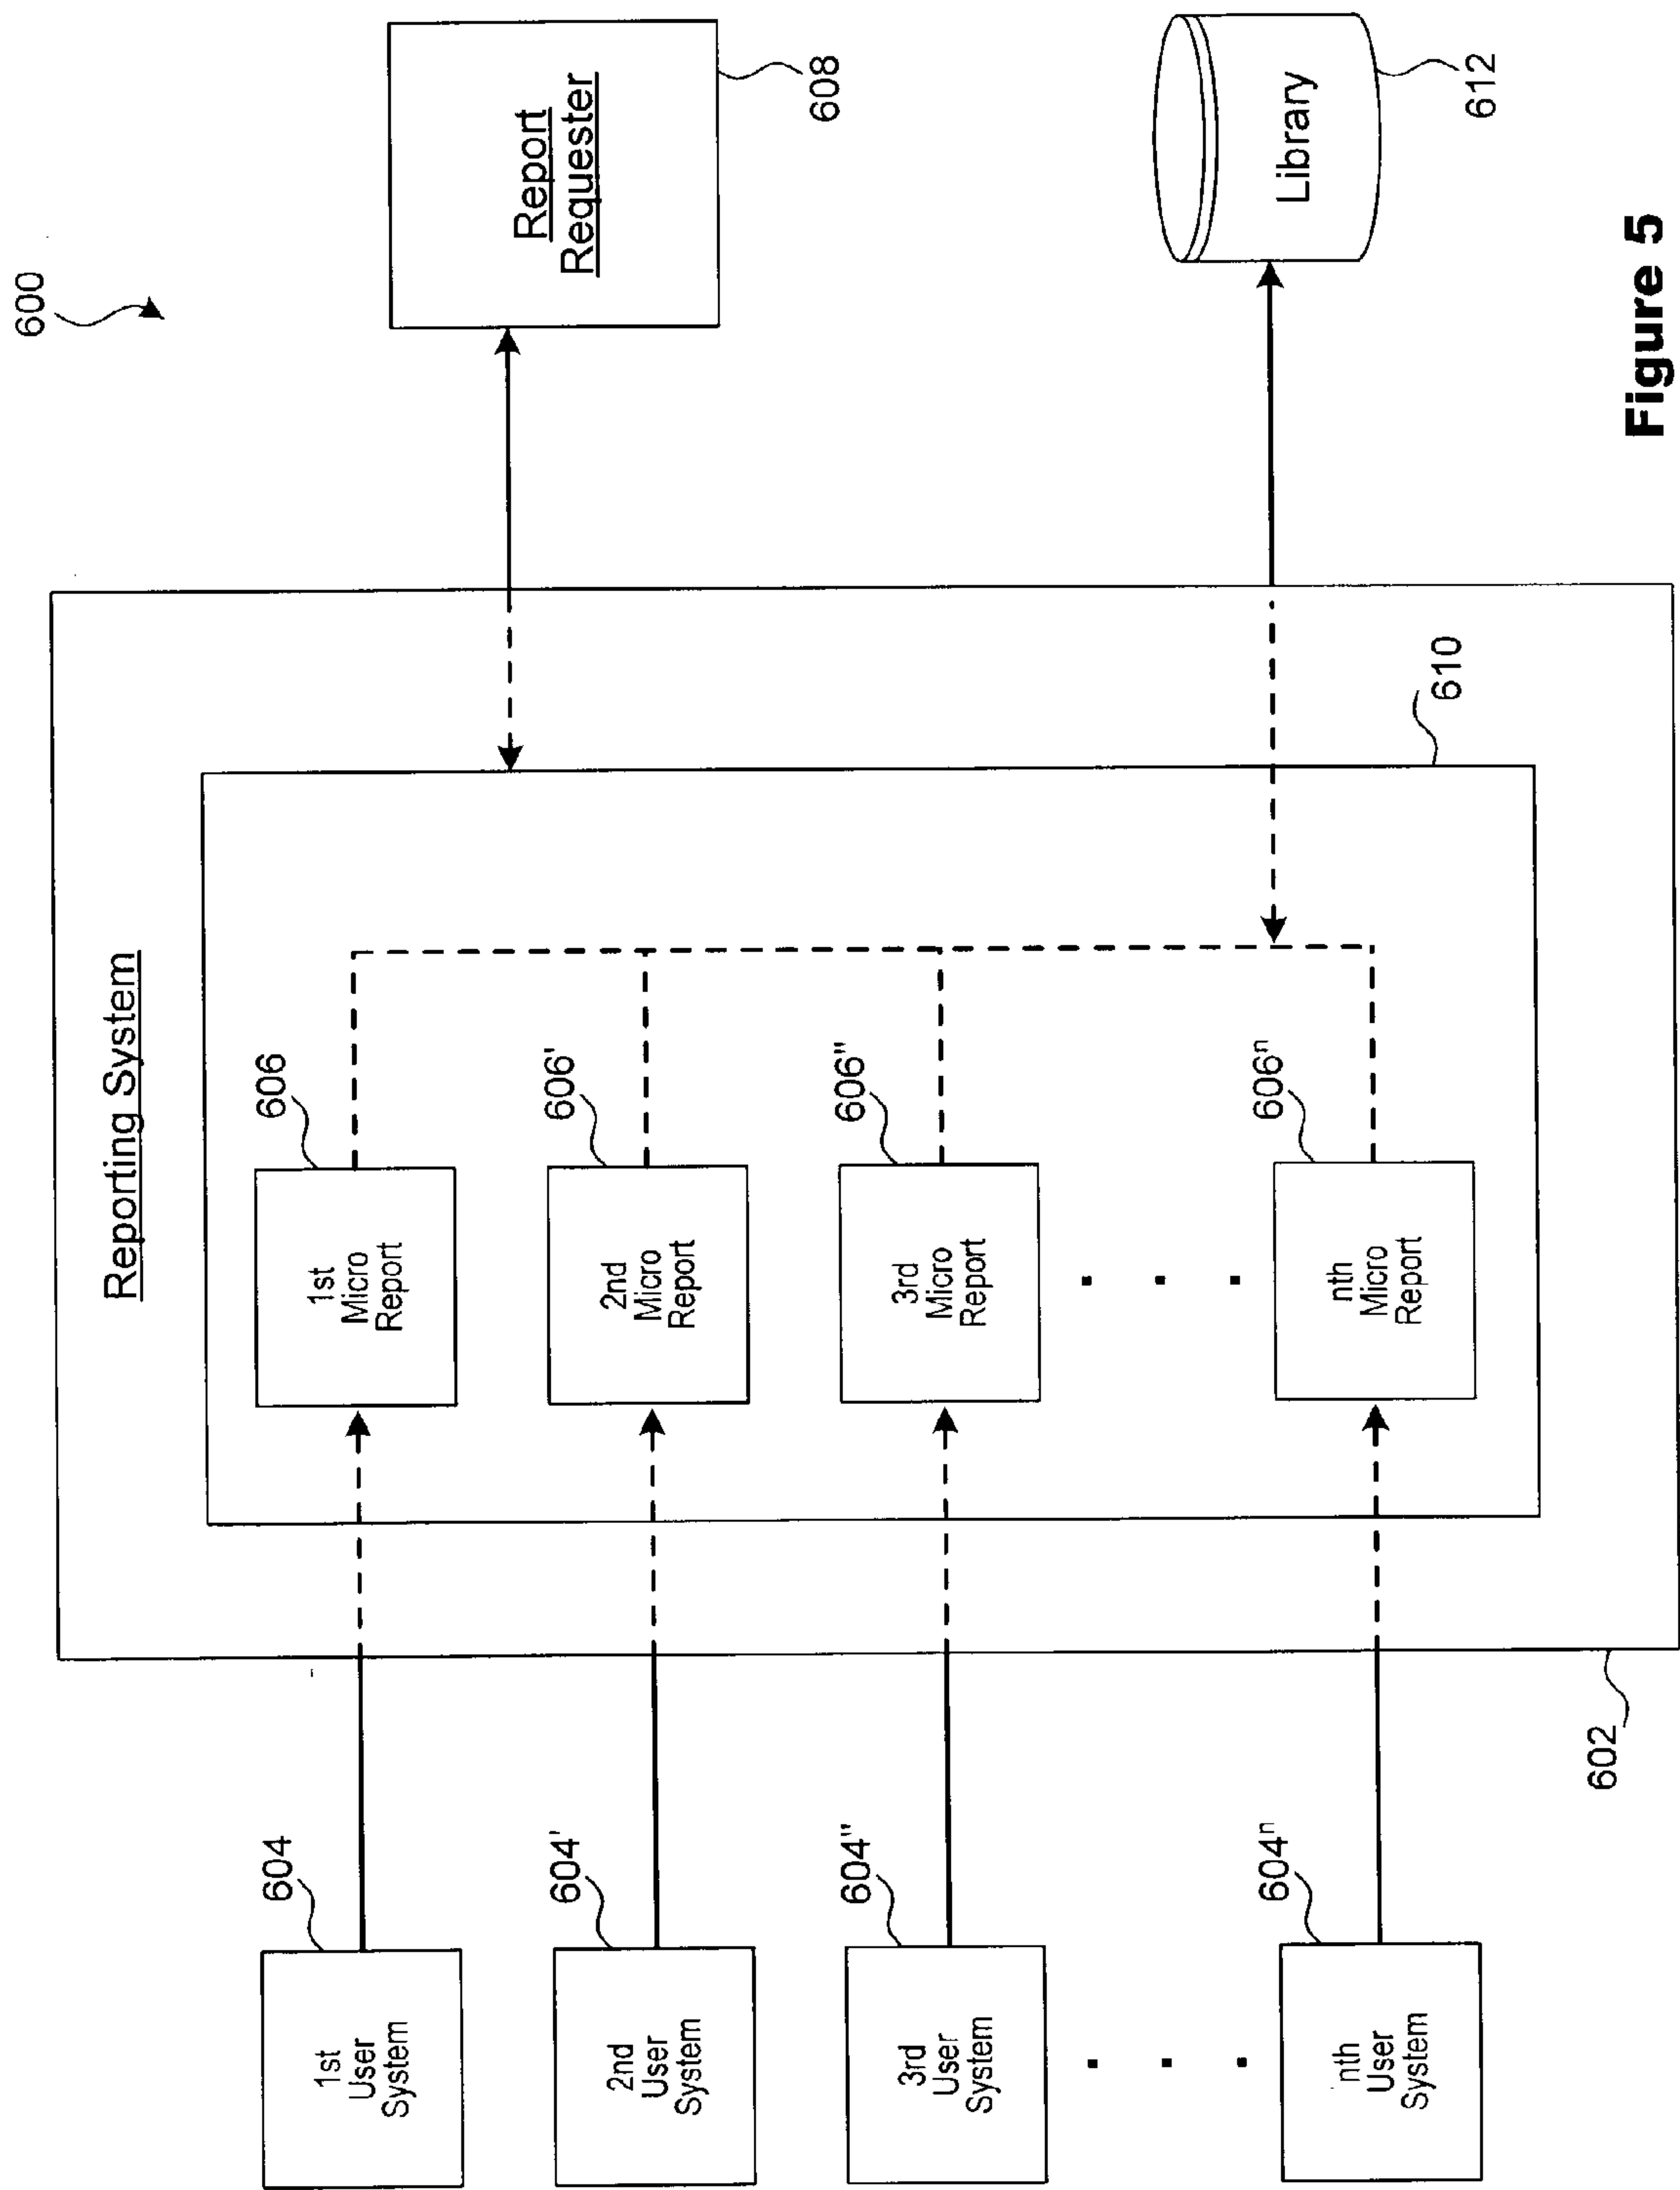 600
Reporting System
604
1st
User
System
606
1st
Micro
Report
Report
Requester
608
604'
2nd
User
System
606'
2nd
Micro
Report
604"
3rd
User
System
606"
3rd
Micro
Report
. . .
. . .
604ⁿ
nth
User
System
606ⁿ
nth
Micro
Report
Library
612
610
602
Figure 5